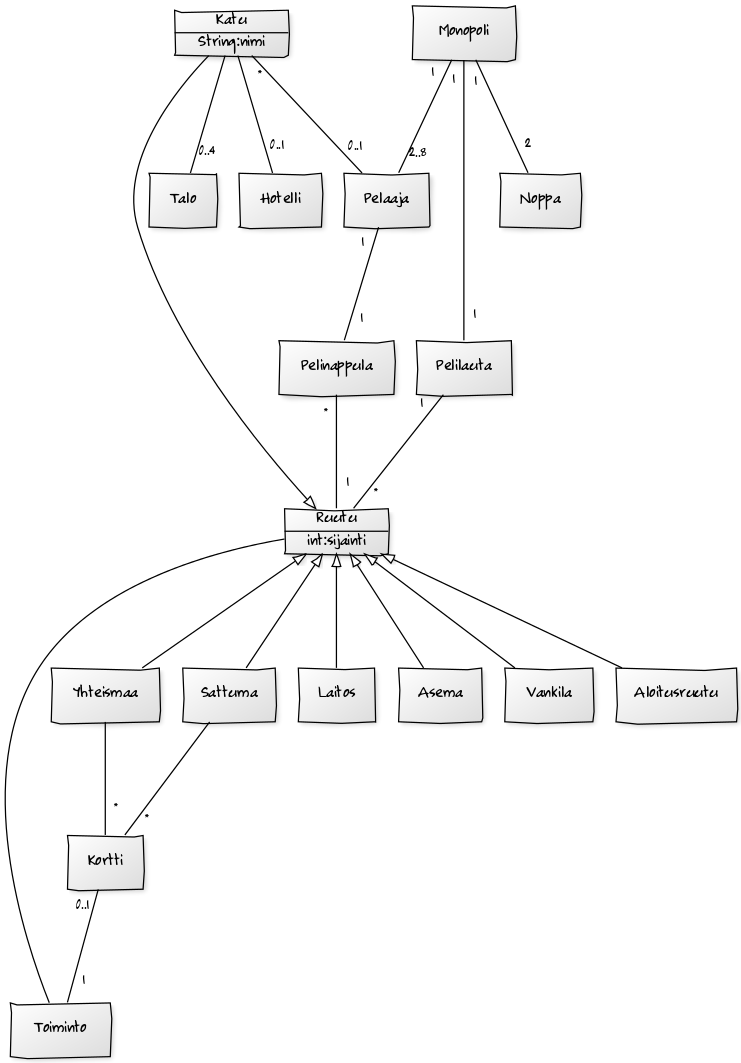 Katu
String:nimi
Monopoli
*
1
1
1
0..4
0..1
0..1
2..8
2
Talo
Hotelli
Pelaaja
Noppa
1
1
1
Pelinappula
Pelilauta
*
1
1
*
Ruutu
int:sijainti
Yhteismaa
Sattuma
Laitos
Asema
Vankila
Aloitusruutu
*
*
Kortti
0..1
1
Toiminto